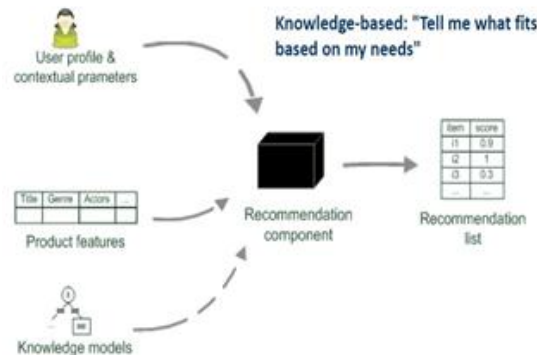 Knowledge-based: "Tell me what fits
based on my needs"
User profile &
contextual prameters
item score
i1 0.9
i2 1
i3 0.3
... ...
Title Genre Actors ...
Recommendation
component
Recommendation
list
Product features
Knowledge models